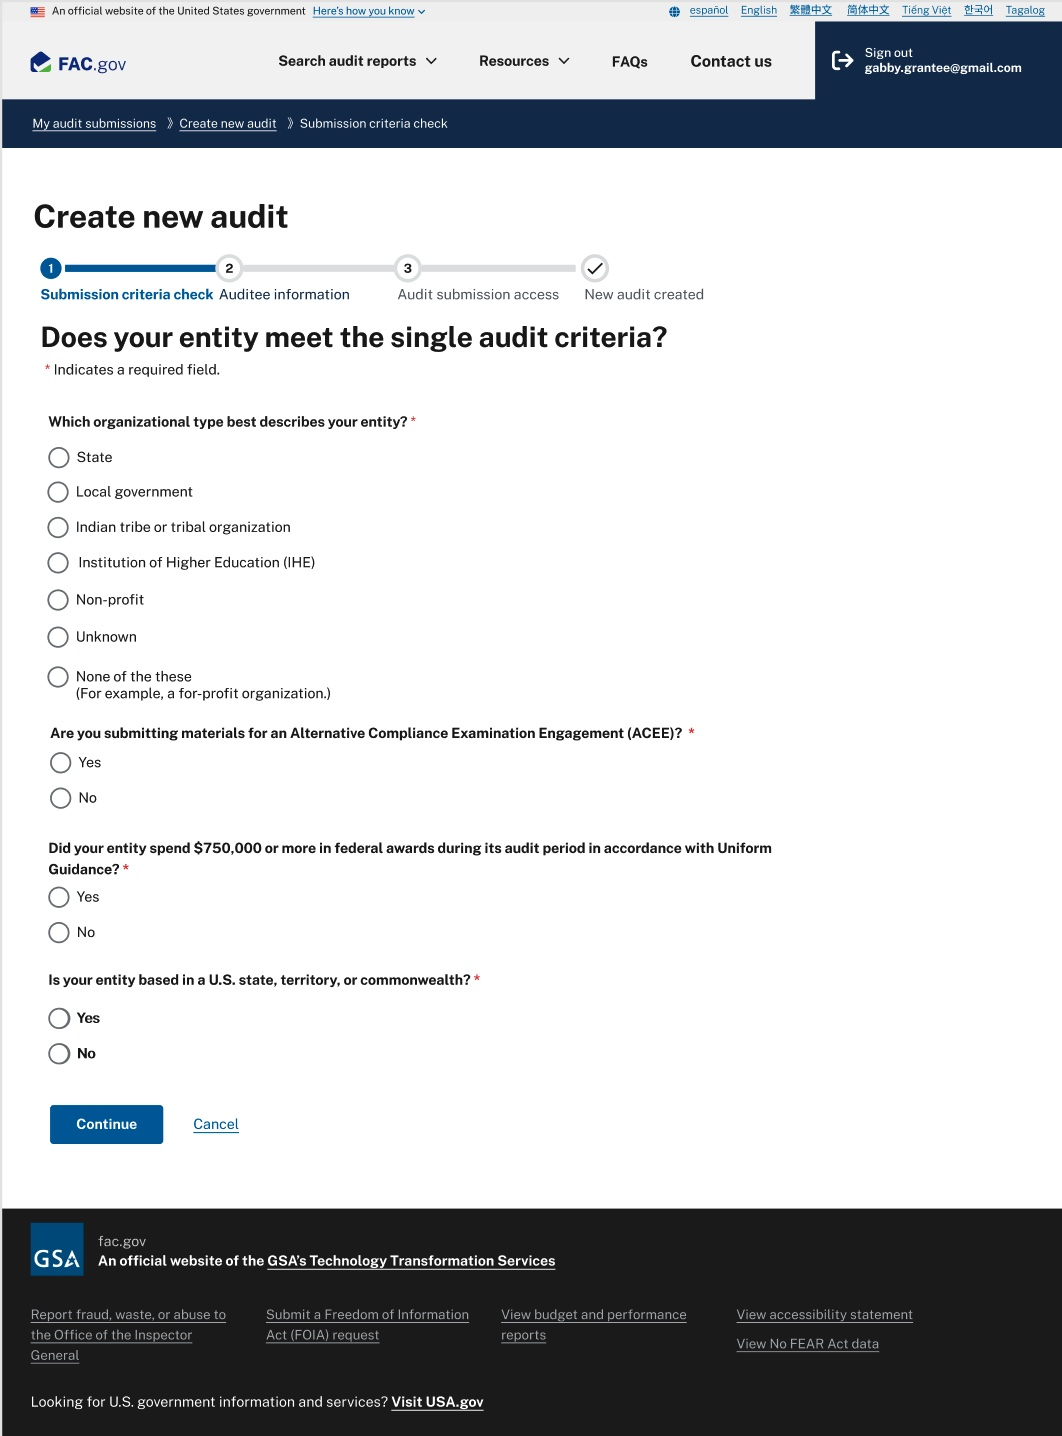 An official website of the United States government Here's how you know
español English 繁體中文 简体中文 Tiếng Việt 한국어 Tagalog
FAC.gov
Search audit reports Resources FAQs Contact us
Sign out
gabby.grantee@gmail.com
My audit submissions 》 Create new audit 》 Submission criteria check
Create new audit
1 2 3
Submission criteria check Auditee information Audit submission access New audit created
Does your entity meet the single audit criteria?
* Indicates a required field.
Which organizational type best describes your entity? *
State
Local government
Indian tribe or tribal organization
Institution of Higher Education (IHE)
Non-profit
Unknown
None of the these
(For example, a for-profit organization.)
Are you submitting materials for an Alternative Compliance Examination Engagement (ACEE)? *
Yes
No
Did your entity spend $750,000 or more in federal awards during its audit period in accordance with Uniform
Guidance? *
Yes
No
Is your entity based in a U.S. state, territory, or commonwealth? *
Yes
No
Continue Cancel
GSA
fac.gov
An official website of the GSA's Technology Transformation Services
Report fraud, waste, or abuse to
the Office of the Inspector
General
Submit a Freedom of Information
Act (FOIA) request
View budget and performance
reports
View accessibility statement
View No FEAR Act data
Looking for U.S. government information and services? Visit USA.gov